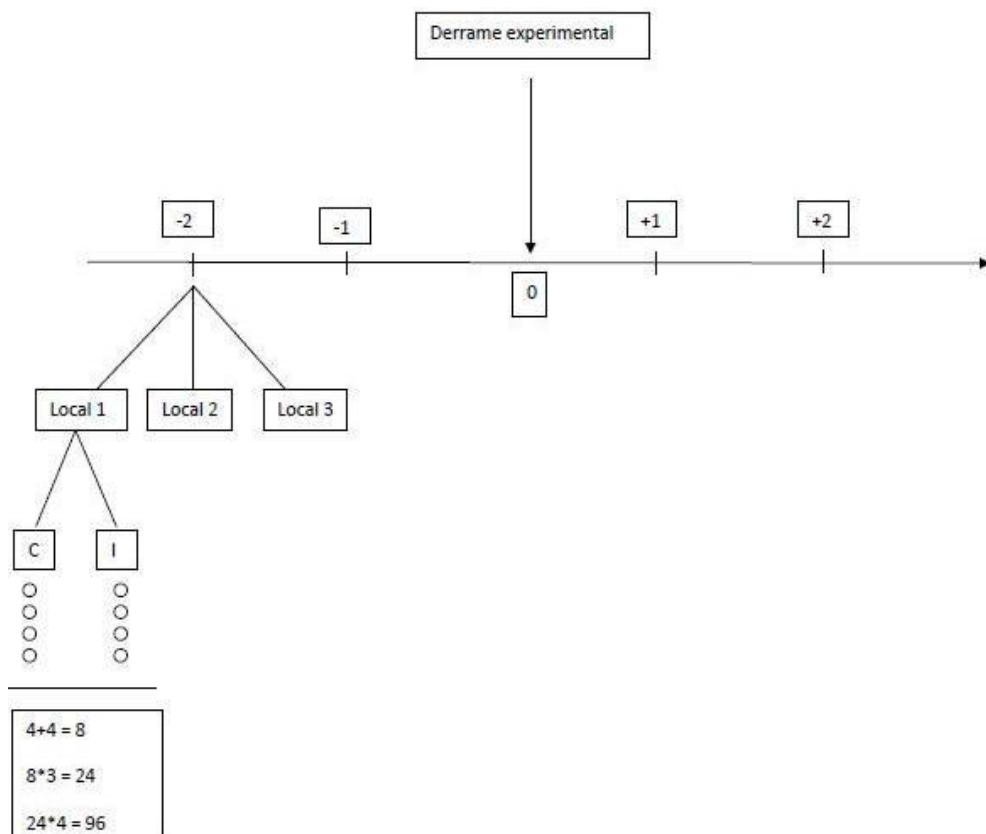 Derrame experimental
-2
-1
+1
+2
0
Local 1
Local 2
Local 3
C
I
4+4 = 8
8*3 = 24
24*4 = 96